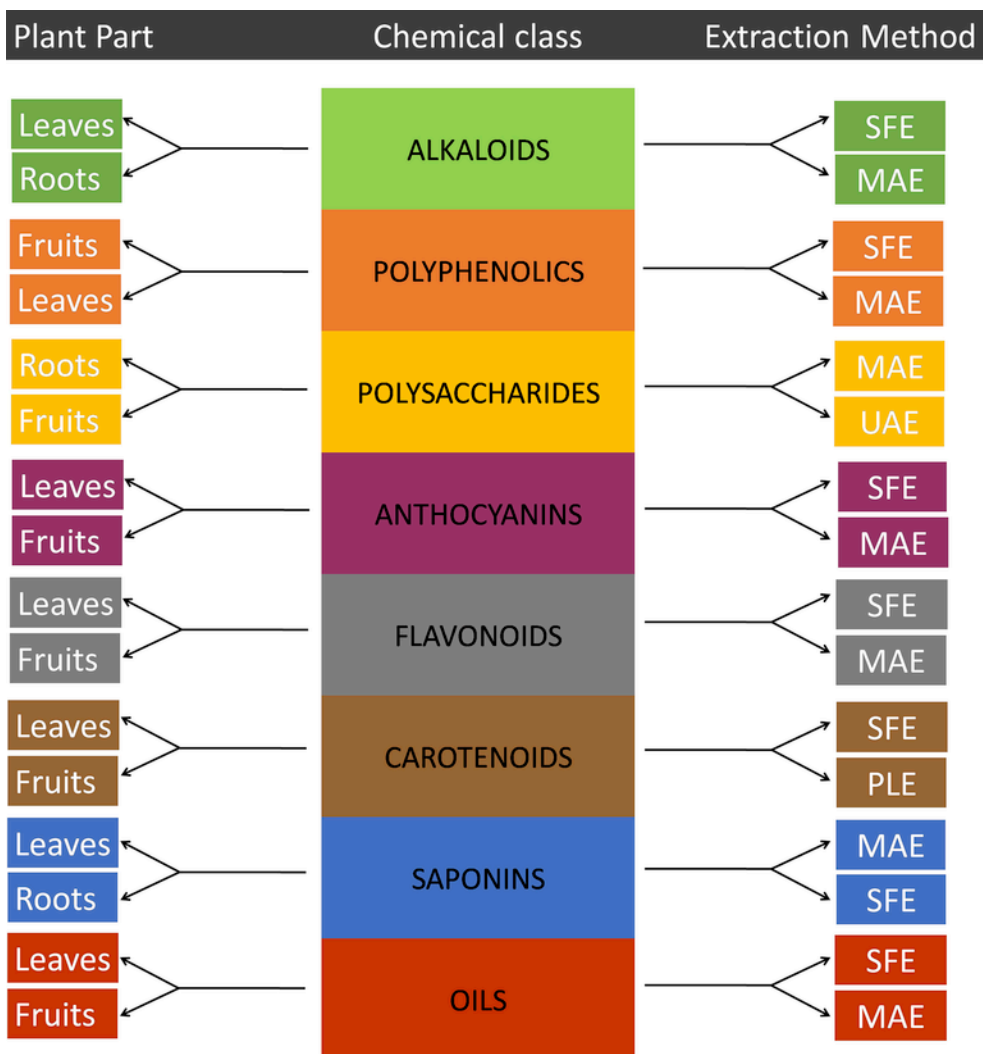 Plant Part Chemical class Extraction Method
Leaves
Roots
ALKALOIDS
SFE
MAE
Fruits
Leaves
POLYPHENOLICS
SFE
MAE
Roots
Fruits
POLYSACCHARIDES
MAE
UAE
Leaves
Fruits
ANTHOCYANINS
SFE
MAE
Leaves
Fruits
FLAVONOIDS
SFE
MAE
Leaves
Fruits
CAROTENOIDS
SFE
PLE
Leaves
Roots
SAPONINS
MAE
SFE
Leaves
Fruits
OILS
SFE
MAE